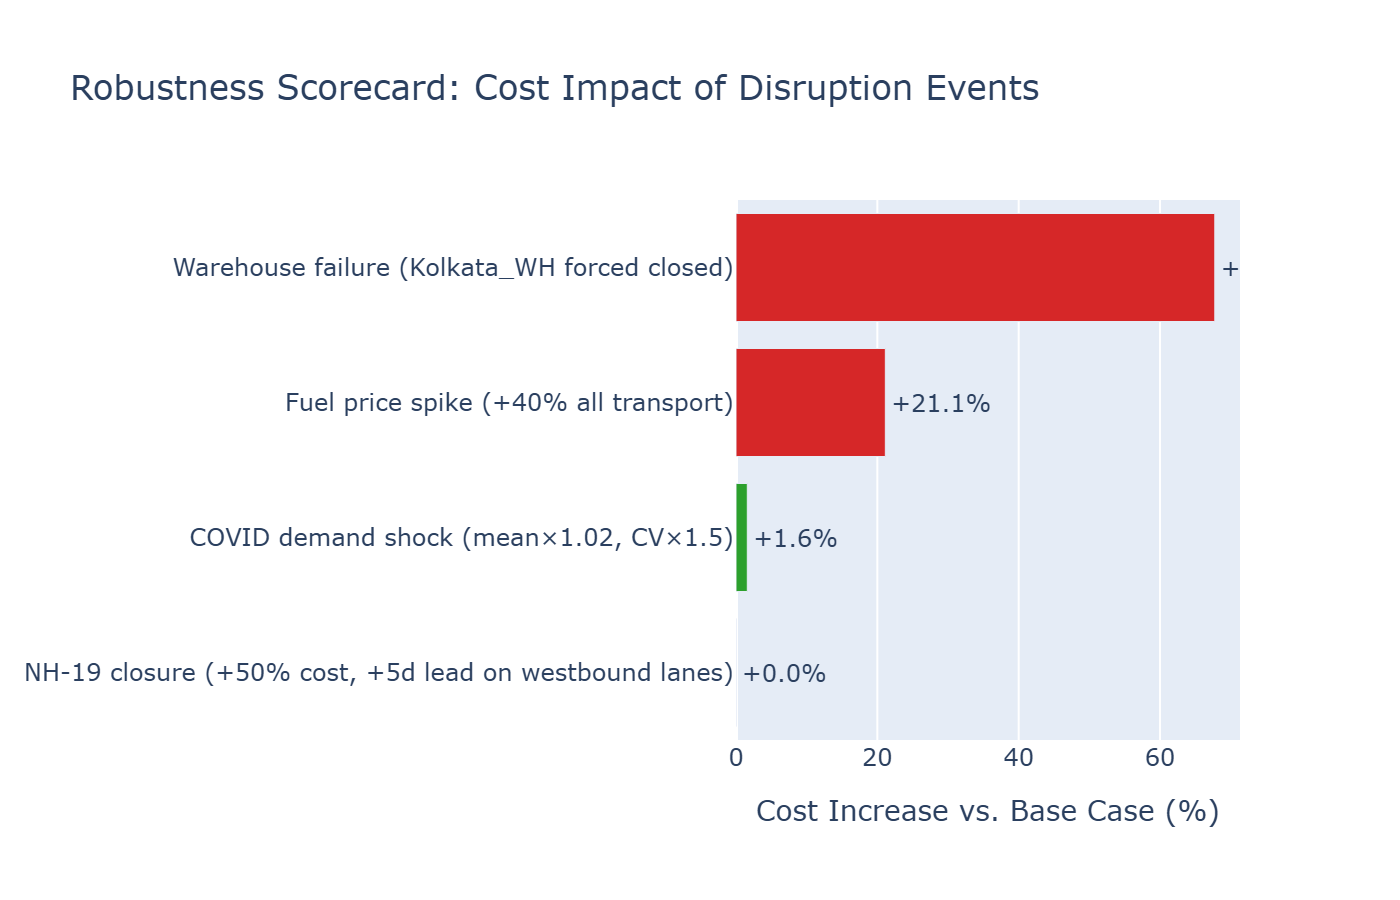 Robustness Scorecard: Cost Impact of Disruption Events
Warehouse failure (Kolkata_WH forced closed)
+
Fuel price spike (+40% all transport)
+21.1%
COVID demand shock (mean×1.02, CV×1.5)
+1.6%
NH-19 closure (+50% cost, +5d lead on westbound lanes)
+0.0%
0 20 40 60
Cost Increase vs. Base Case (%)